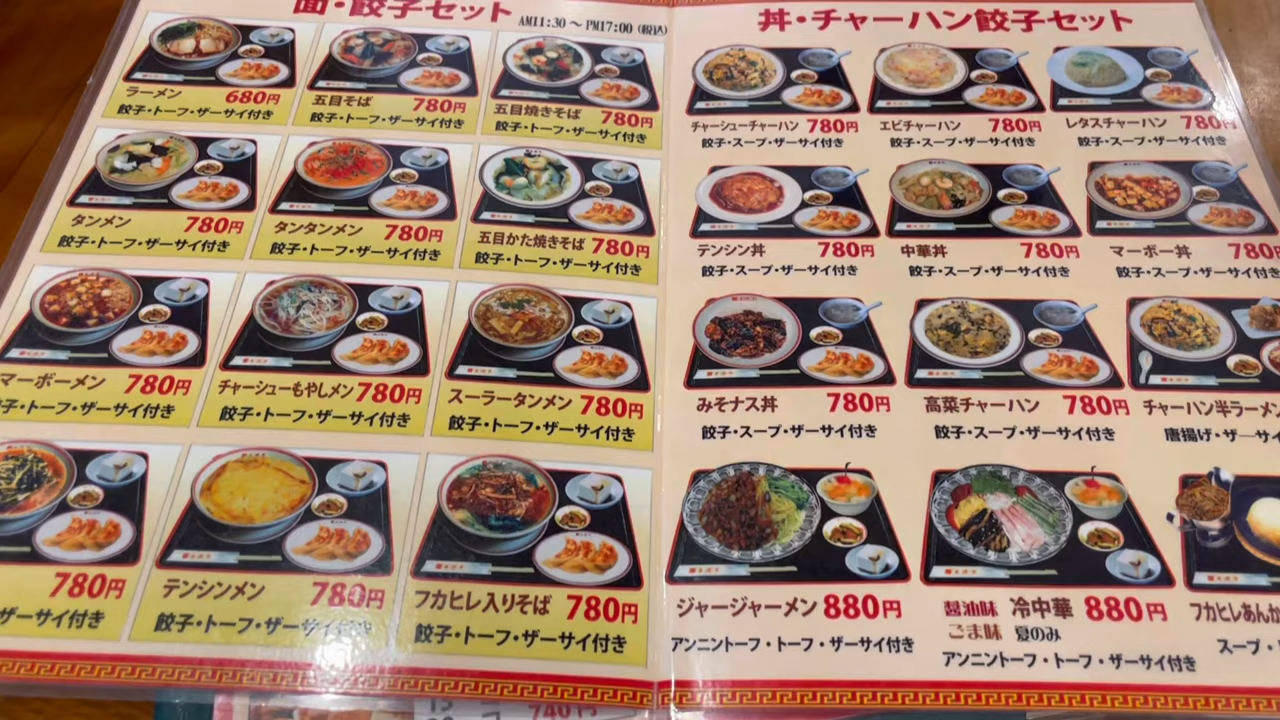 面・餃子セット AM11:30 〜 PM17:00 (税込)
ラーメン 680円
餃子・トーフ・ザーサイ付き
五目そば 780円
餃子・トーフ・ザーサイ付き
五目焼きそば 780円
餃子・トーフ・ザーサイ付き
タンメン 780円
餃子・トーフ・ザーサイ付き
タンタンメン 780円
餃子・トーフ・ザーサイ付き
五目かた焼きそば 780円
餃子・トーフ・ザーサイ付き
マーボーメン 780円
子・トーフ・ザーサイ付き
チャーシューもやしメン 780円
餃子・トーフ・ザーサイ付き
スーラータンメン 780円
餃子・トーフ・ザーサイ付き
780円
ザーサイ付き
テンシンメン 780円
餃子・トーフ・ザーサイ付き
フカヒレ入りそば 780円
餃子・トーフ・ザーサイ付き
丼・チャーハン餃子セット
チャーシューチャーハン 780円
餃子・スープ・ザーサイ付き
エビチャーハン 780円
餃子・スープ・ザーサイ付き
レタスチャーハン 780円
餃子・スープ・ザーサイ付き
テンシン丼 780円
餃子・スープ・ザーサイ付き
中華丼 780円
餃子・スープ・ザーサイ付き
マーボー丼 780円
餃子・スープ・ザーサイ付き
みそナス丼 780円
餃子・スープ・ザーサイ付き
高菜チャーハン 780円
餃子・スープ・ザーサイ付き
チャーハン半ラーメン
唐揚げ・ザーサイ
ジャージャーメン 880円
アンニントーフ・トーフ・ザーサイ付き
醤油味 冷中華 880円
ごま味 夏のみ
アンニントーフ・トーフ・ザーサイ付き
フカヒレあんか
スープ・
740円